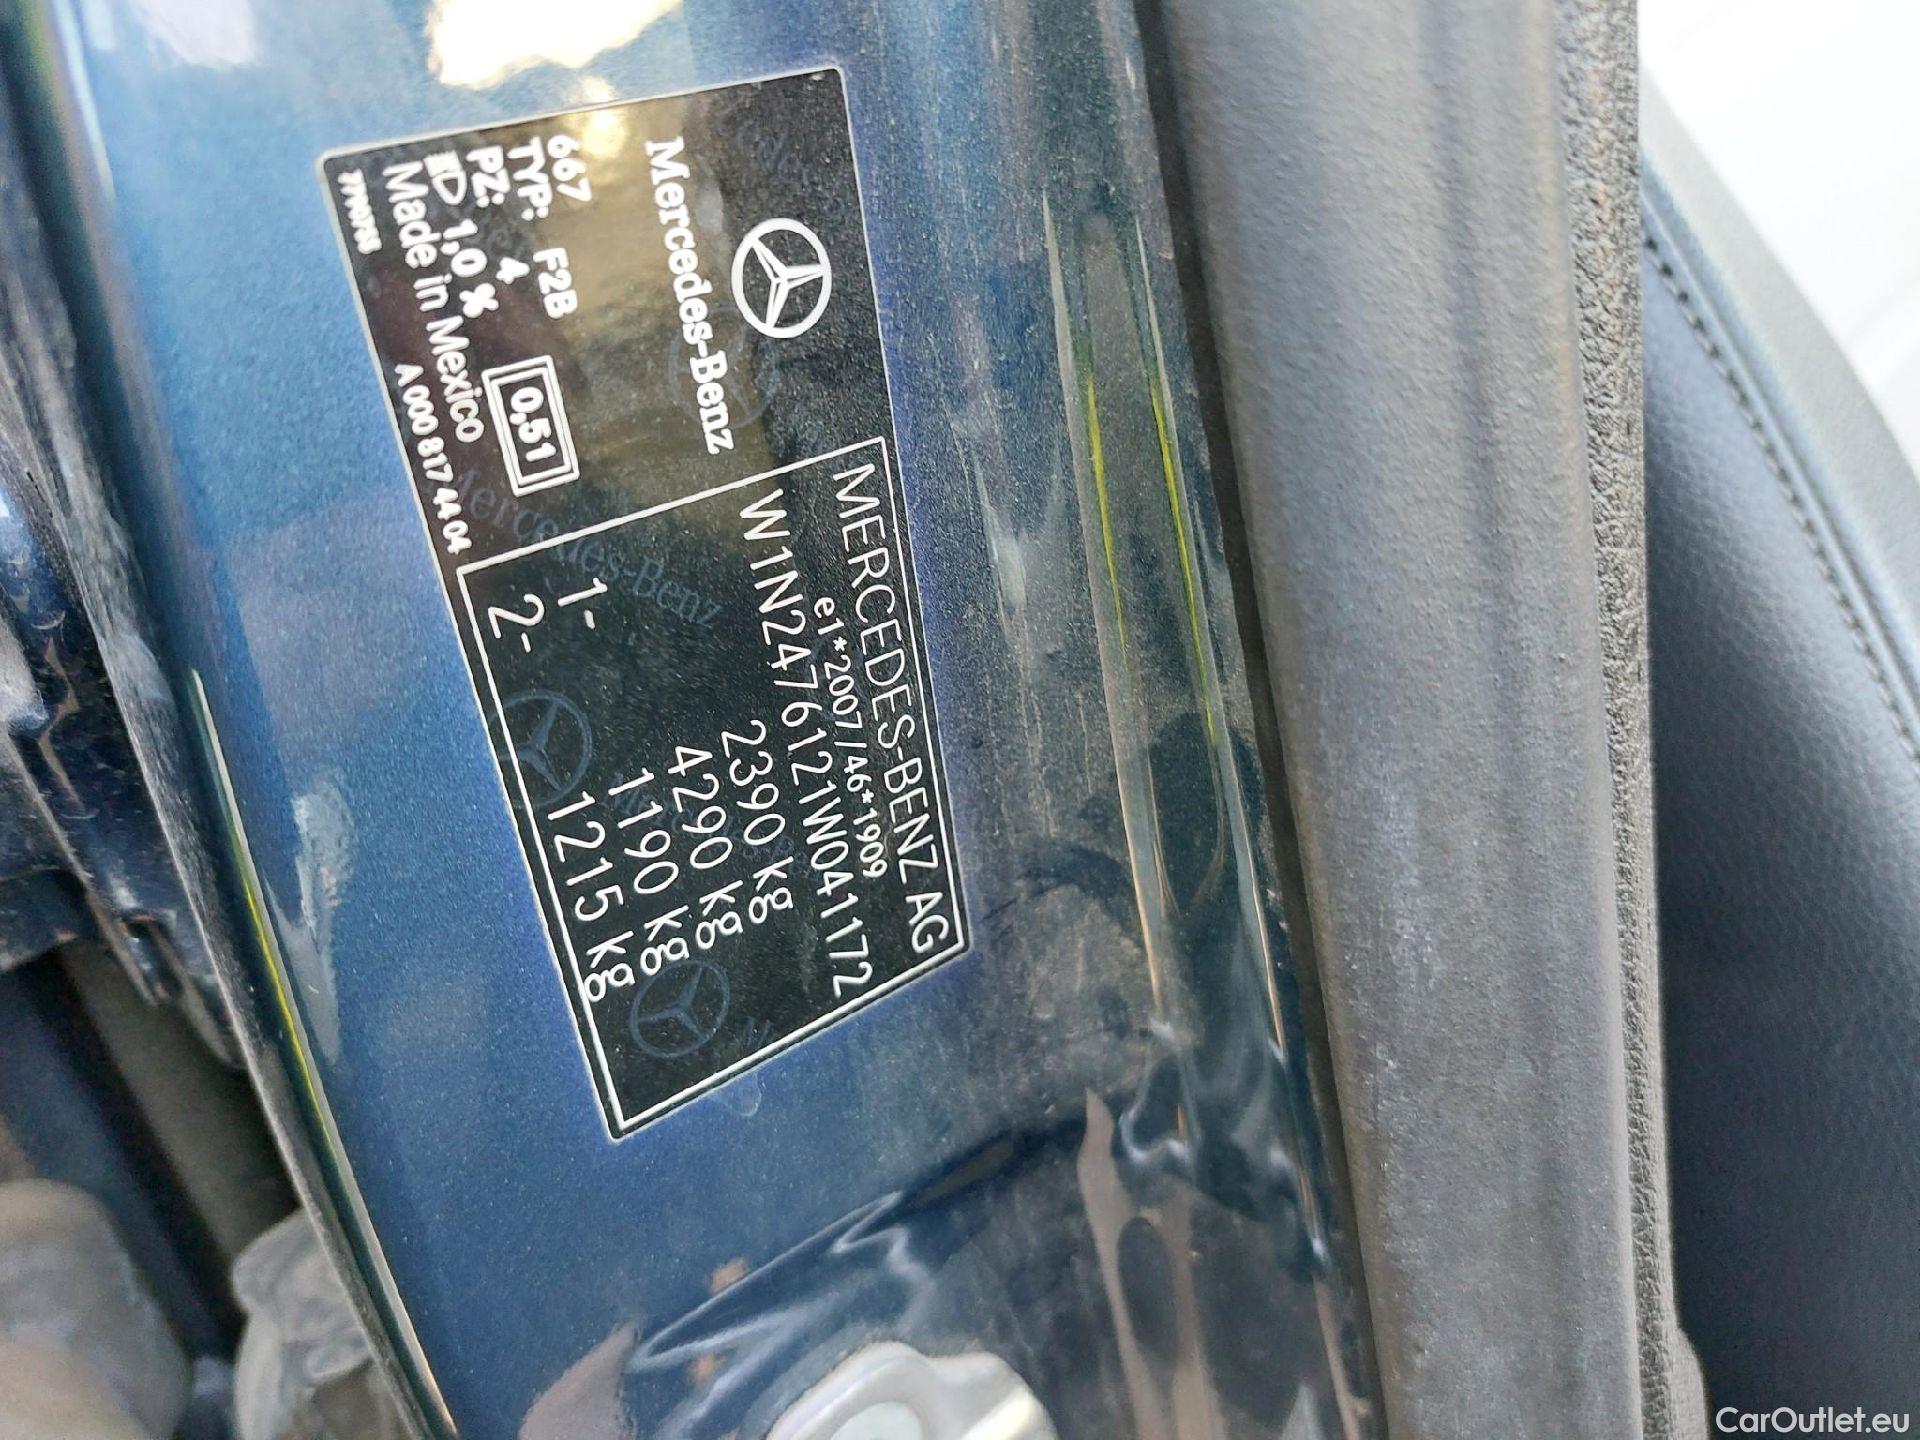 MERCEDES-BENZ AG
e1*2007/46*1909
W1N2476121W041172
2390 kg
4290 kg
1- 1190 kg
2- 1215 kg
Mercedes-Benz
667
TYP: F2B
PZ: 4
1,0 %
0.51
Made in Mexico
A 000 817 44 04
Mercedes-Benz
CarOutlet.eu